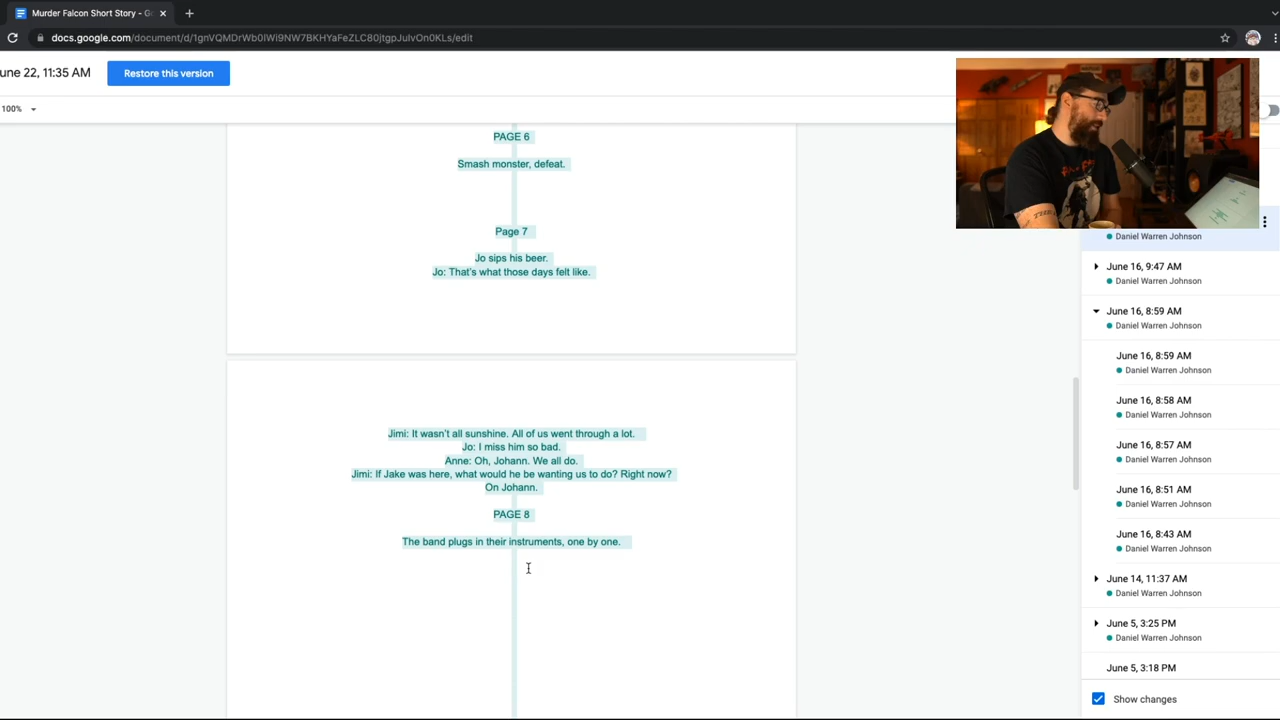 Murder Falcon Short Story - Go
docs.google.com/document/d/1gnVQMDrWb0IWi9NW7BKHYaFeZLC80jtgpJuIvOn0KLs/edit
une 22, 11:35 AM
Restore this version
100%
PAGE 6
Smash monster, defeat.
Page 7
Jo sips his beer.
Jo: That's what those days felt like.
Jimi: It wasn't all sunshine. All of us went through a lot.
Jo: I miss him so bad.
Anne: Oh, Johann. We all do.
Jimi: If Jake was here, what would he be wanting us to do? Right now?
On Johann.
PAGE 8
The band plugs in their instruments, one by one.
Daniel Warren Johnson
June 16, 9:47 AM
Daniel Warren Johnson
June 16, 8:59 AM
Daniel Warren Johnson
June 16, 8:59 AM
Daniel Warren Johnson
June 16, 8:58 AM
Daniel Warren Johnson
June 16, 8:57 AM
Daniel Warren Johnson
June 16, 8:51 AM
Daniel Warren Johnson
June 16, 8:43 AM
Daniel Warren Johnson
June 14, 11:37 AM
Daniel Warren Johnson
June 5, 3:25 PM
Daniel Warren Johnson
June 5, 3:18 PM
Show changes